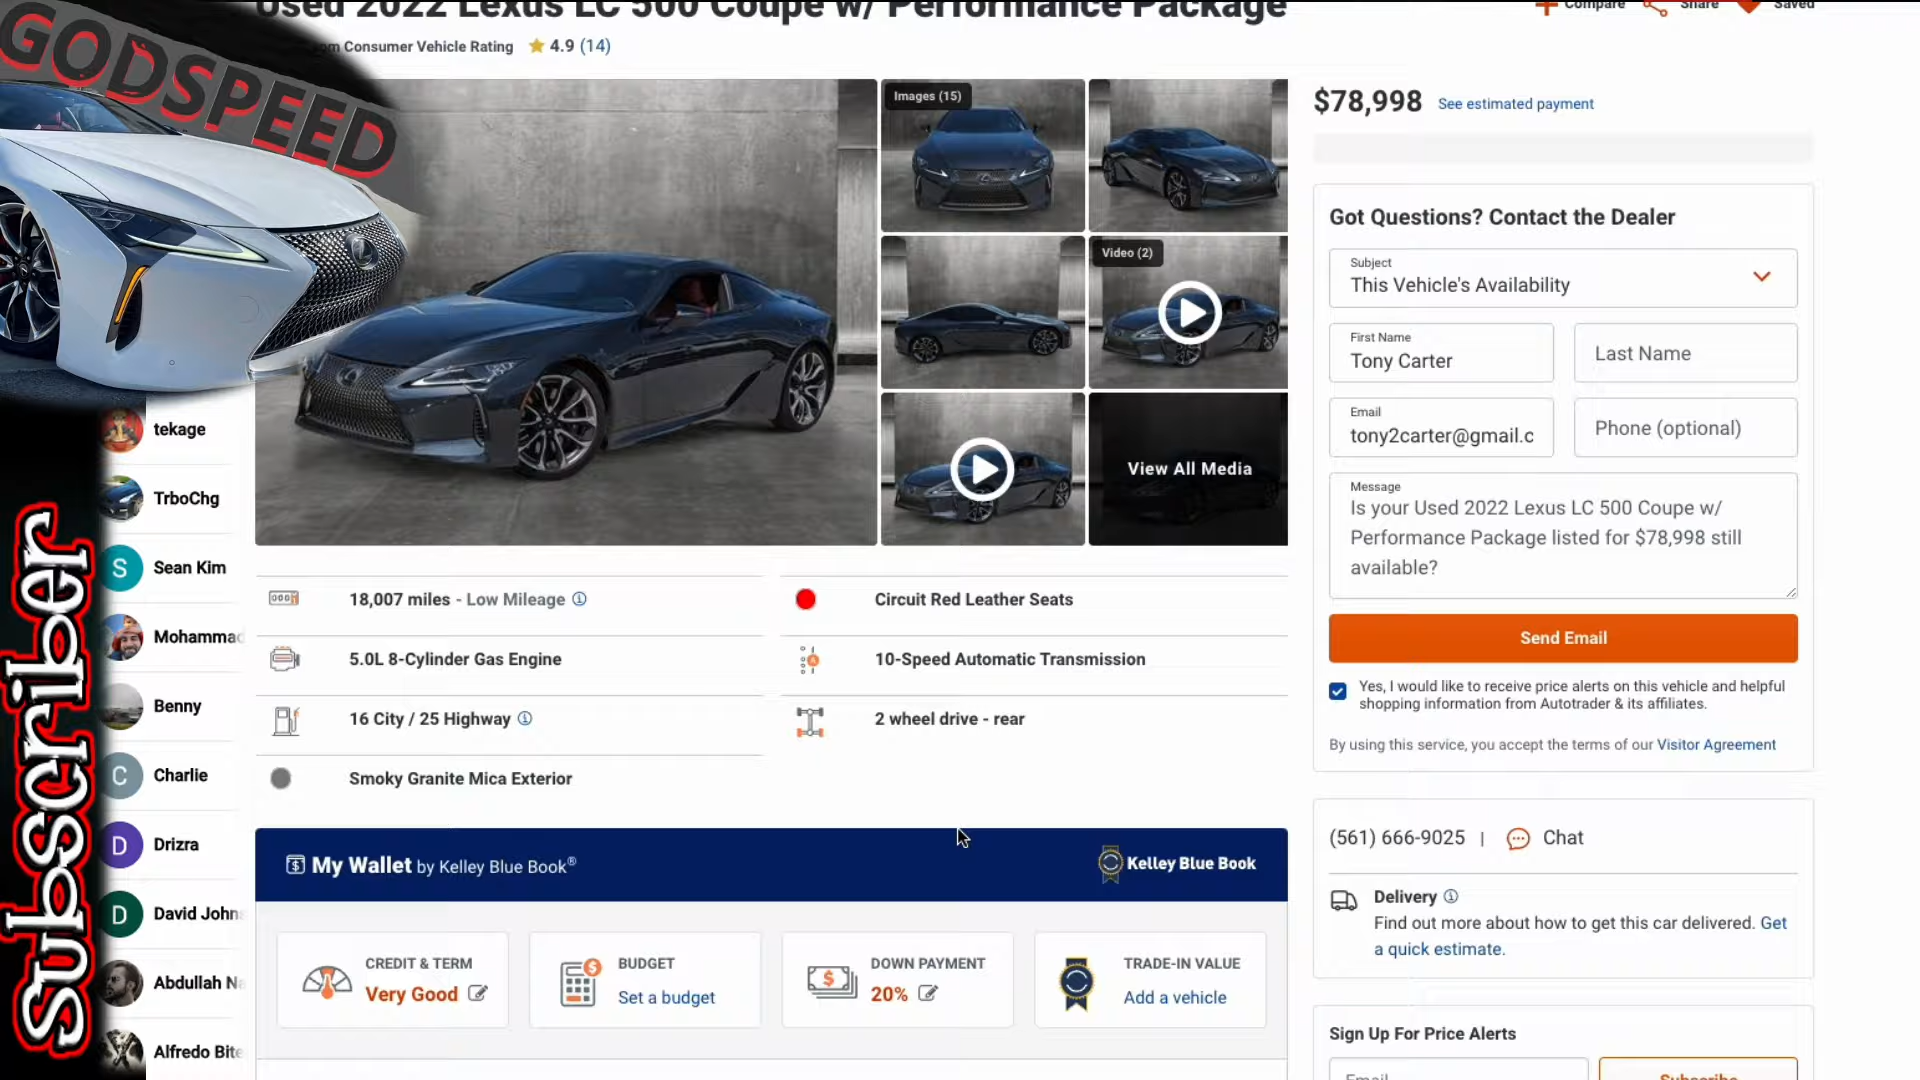 Used 2022 Lexus LC 500 Coupe w/ Performance Package
Compare
Share
Saved
GODSPEED
om Consumer Vehicle Rating
4.9 (14)
Images (15)
Video (2)
View All Media
$78,998 See estimated payment
Got Questions? Contact the Dealer
Subject
This Vehicle's Availability
First Name
Tony Carter
Last Name
Email
tony2carter@gmail.c
Phone (optional)
Message
Is your Used 2022 Lexus LC 500 Coupe w/
Performance Package listed for $78,998 still
available?
Send Email
Yes, I would like to receive price alerts on this vehicle and helpful
shopping information from Autotrader & its affiliates.
By using this service, you accept the terms of our Visitor Agreement
(561) 666-9025 | Chat
Delivery
Find out more about how to get this car delivered. Get
a quick estimate.
Sign Up For Price Alerts
Email
Subscribe
18,007 miles - Low Mileage
Circuit Red Leather Seats
5.0L 8-Cylinder Gas Engine
10-Speed Automatic Transmission
16 City / 25 Highway
2 wheel drive - rear
Smoky Granite Mica Exterior
My Wallet by Kelley Blue Book®
Kelley Blue Book
CREDIT & TERM
Very Good
BUDGET
Set a budget
DOWN PAYMENT
20%
TRADE-IN VALUE
Add a vehicle
Subscriber
tekage
TrboChg
S
Sean Kim
Mohammad
Benny
C
Charlie
D
Drizra
D
David John
Abdullah Na
Alfredo Bite